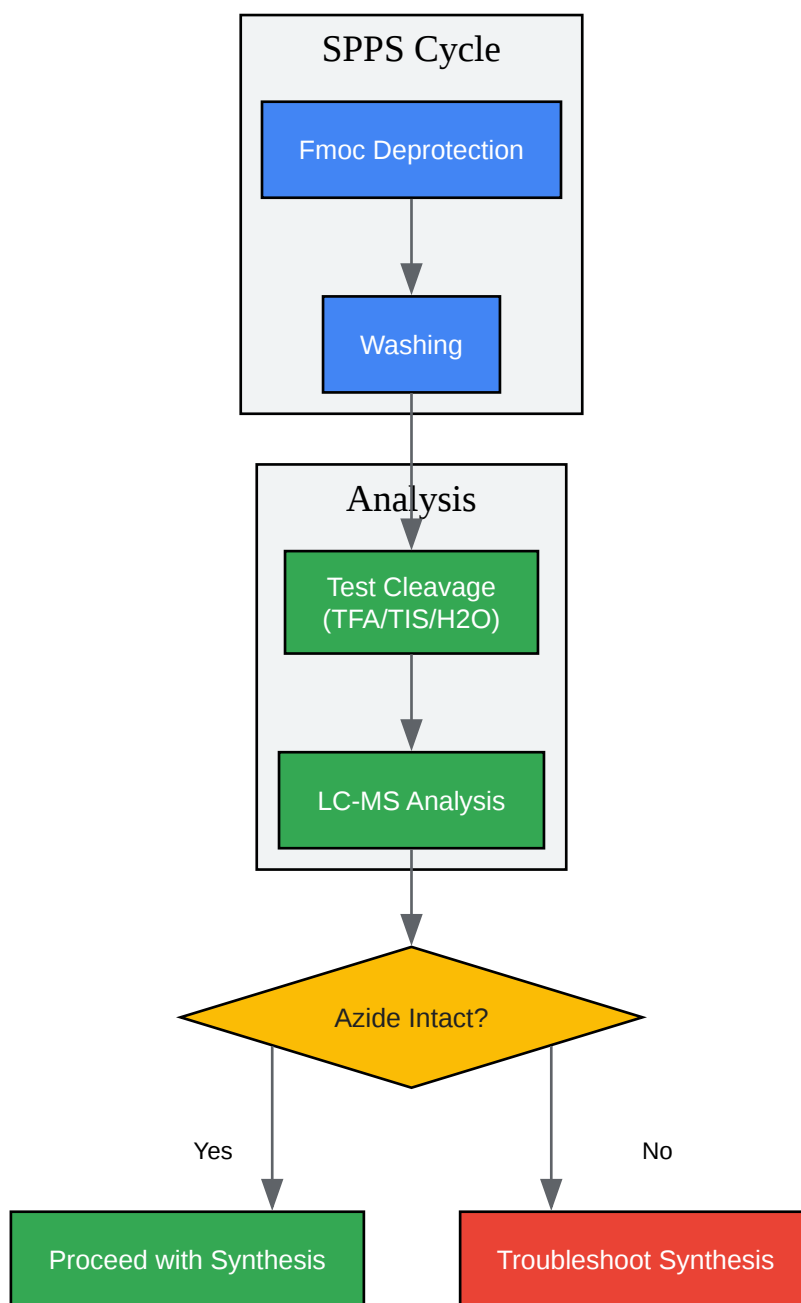 SPPS Cycle
Fmoc Deprotection
Washing
Analysis
Test Cleavage
(TFA/TIS/H2O)
LC-MS Analysis
Azide Intact?
Yes
No
Proceed with Synthesis
Troubleshoot Synthesis